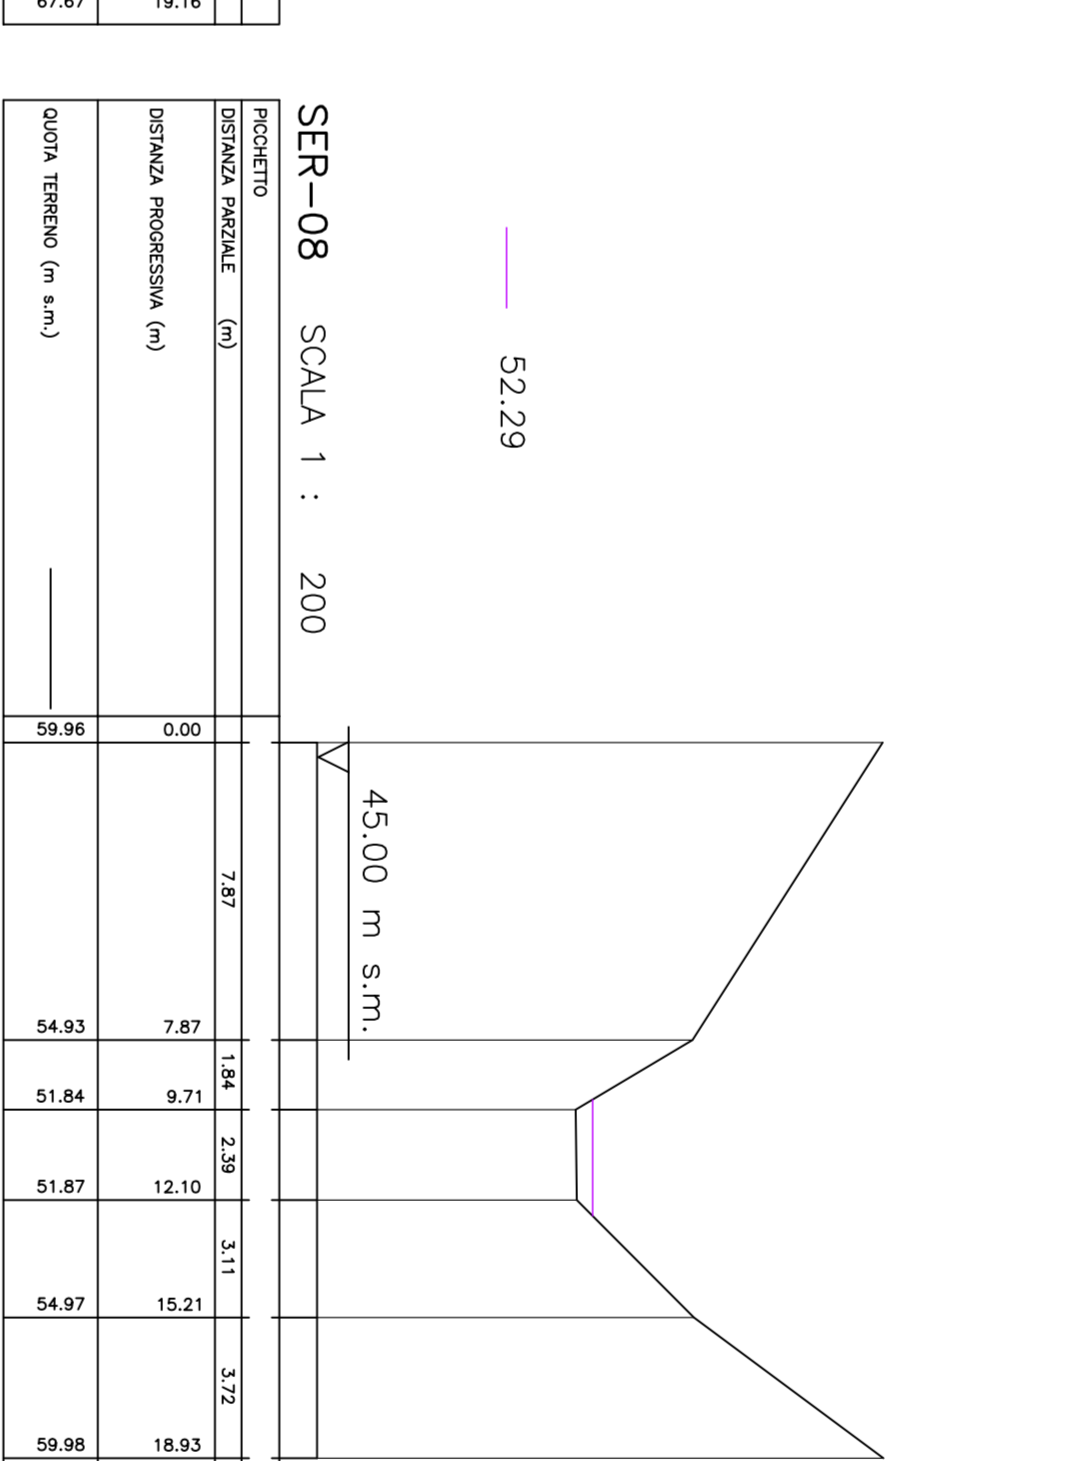 67.67 19.16
52.29
SER-08 SCALA 1 : 200
45.00 m s.m.
PICCHETTO
DISTANZA PARZIALE (m) 7.87 1.84 2.39 3.11 3.72
DISTANZA PROGRESSIVA (m) 0.00 7.87 9.71 12.10 15.21 18.93
QUOTA TERRENO (m s.m.) 59.96 54.93 51.84 51.87 54.97 59.98